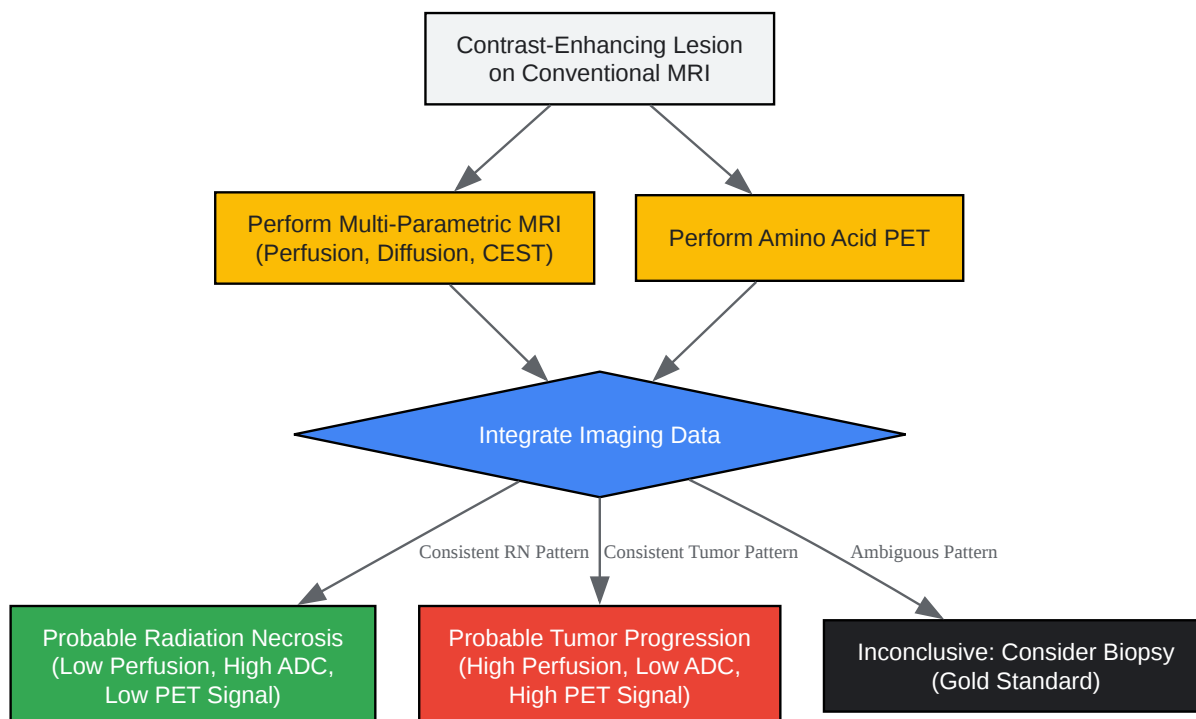 Contrast-Enhancing Lesion
on Conventional MRI
Perform Multi-Parametric MRI
(Perfusion, Diffusion, CEST)
Perform Amino Acid PET
Integrate Imaging Data
Consistent RN Pattern
Consistent Tumor Pattern
Ambiguous Pattern
Probable Radiation Necrosis
(Low Perfusion, High ADC,
Low PET Signal)
Probable Tumor Progression
(High Perfusion, Low ADC,
High PET Signal)
Inconclusive: Consider Biopsy
(Gold Standard)